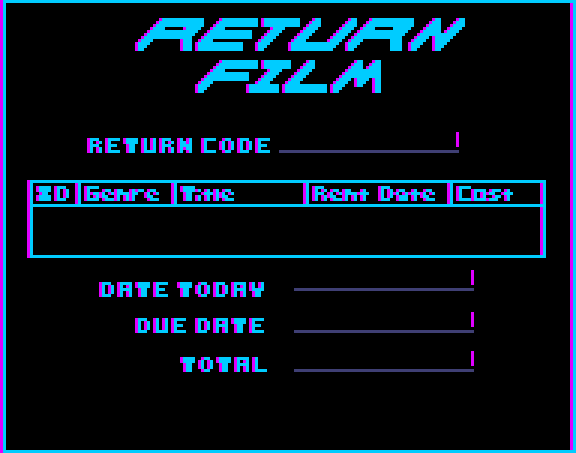 RETURN
FILM
RETURN CODE
ID Genre Time Rent Date Cost
DATE TODAY
DUE DATE
TOTAL